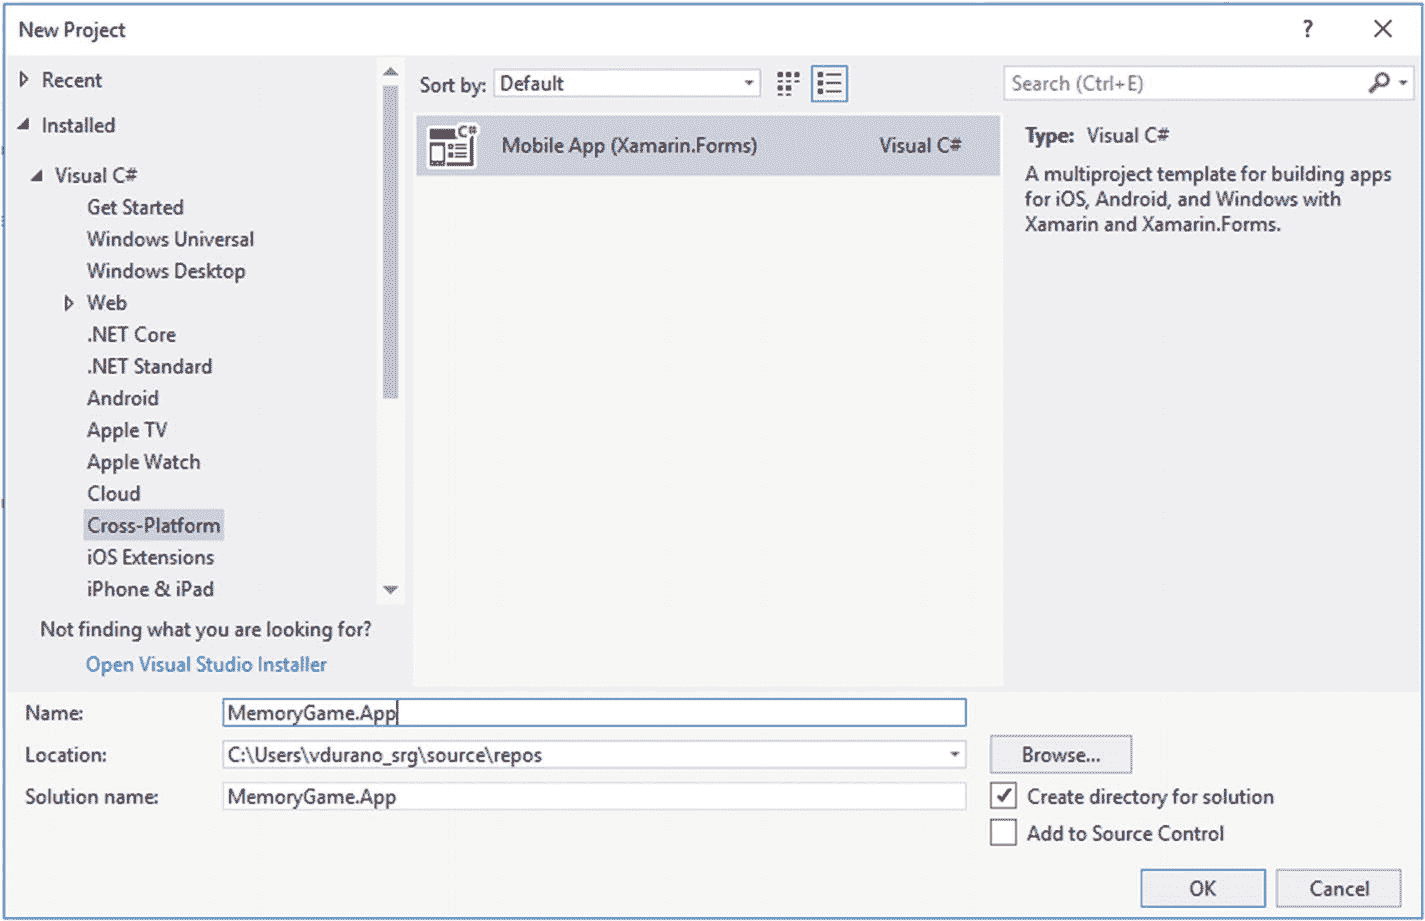 New Project
?
Recent
Installed
Visual C#
Get Started
Windows Universal
Windows Desktop
Web
.NET Core
.NET Standard
Android
Apple TV
Apple Watch
Cloud
Cross-Platform
iOS Extensions
iPhone & iPad
Not finding what you are looking for?
Open Visual Studio Installer
Sort by: Default
C# Mobile App (Xamarin.Forms) Visual C#
Search (Ctrl+E)
Type: Visual C#
A multiproject template for building apps
for iOS, Android, and Windows with
Xamarin and Xamarin.Forms.
Name: MemoryGame.App
Location: C:\Users\vdurano_srg\source\repos
Browse...
Solution name: MemoryGame.App
Create directory for solution
Add to Source Control
OK
Cancel